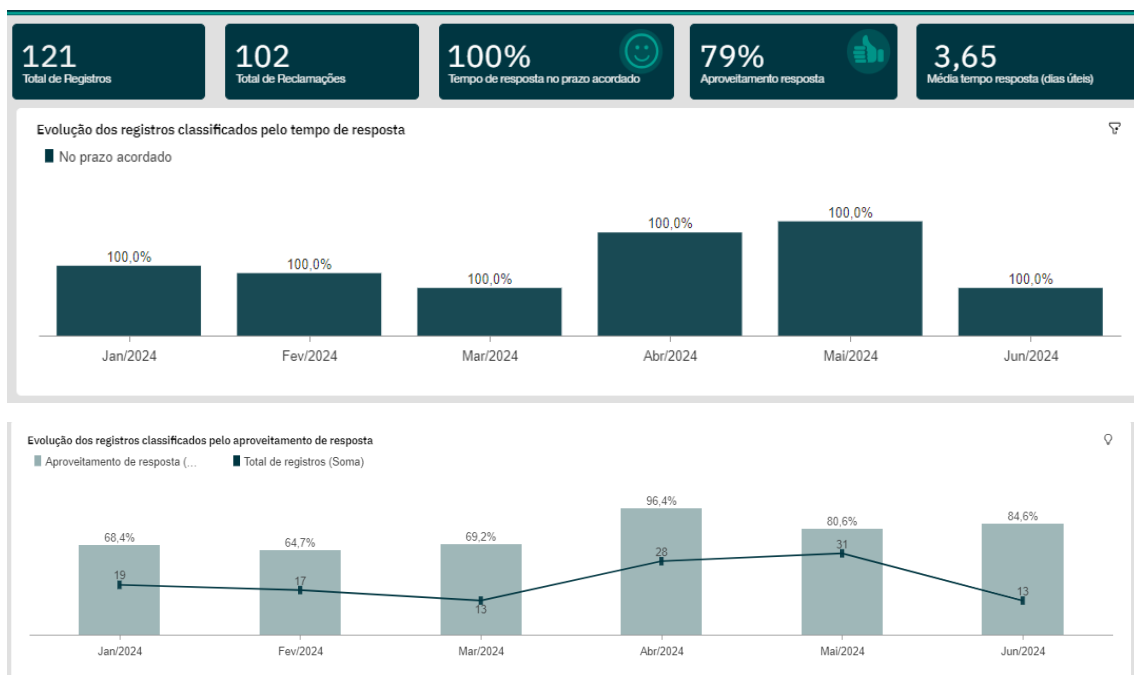 121
Total de Registros
102
Total de Reclamações
100%
Tempo de resposta no prazo acordado
79%
Aproveitamento resposta
3,65
Média tempo resposta (dias úteis)
Evolução dos registros classificados pelo tempo de resposta
No prazo acordado
100,0%
100,0%
100,0%
100,0%
100,0%
100,0%
Jan/2024
Fev/2024
Mar/2024
Abr/2024
Mai/2024
Jun/2024
Evolução dos registros classificados pelo aproveitamento de resposta
Aproveitamento de resposta (...
Total de registros (Soma)
68,4%
64,7%
69,2%
96,4%
80,6%
84,6%
19
17
13
28
31
13
Jan/2024
Fev/2024
Mar/2024
Abr/2024
Mai/2024
Jun/2024